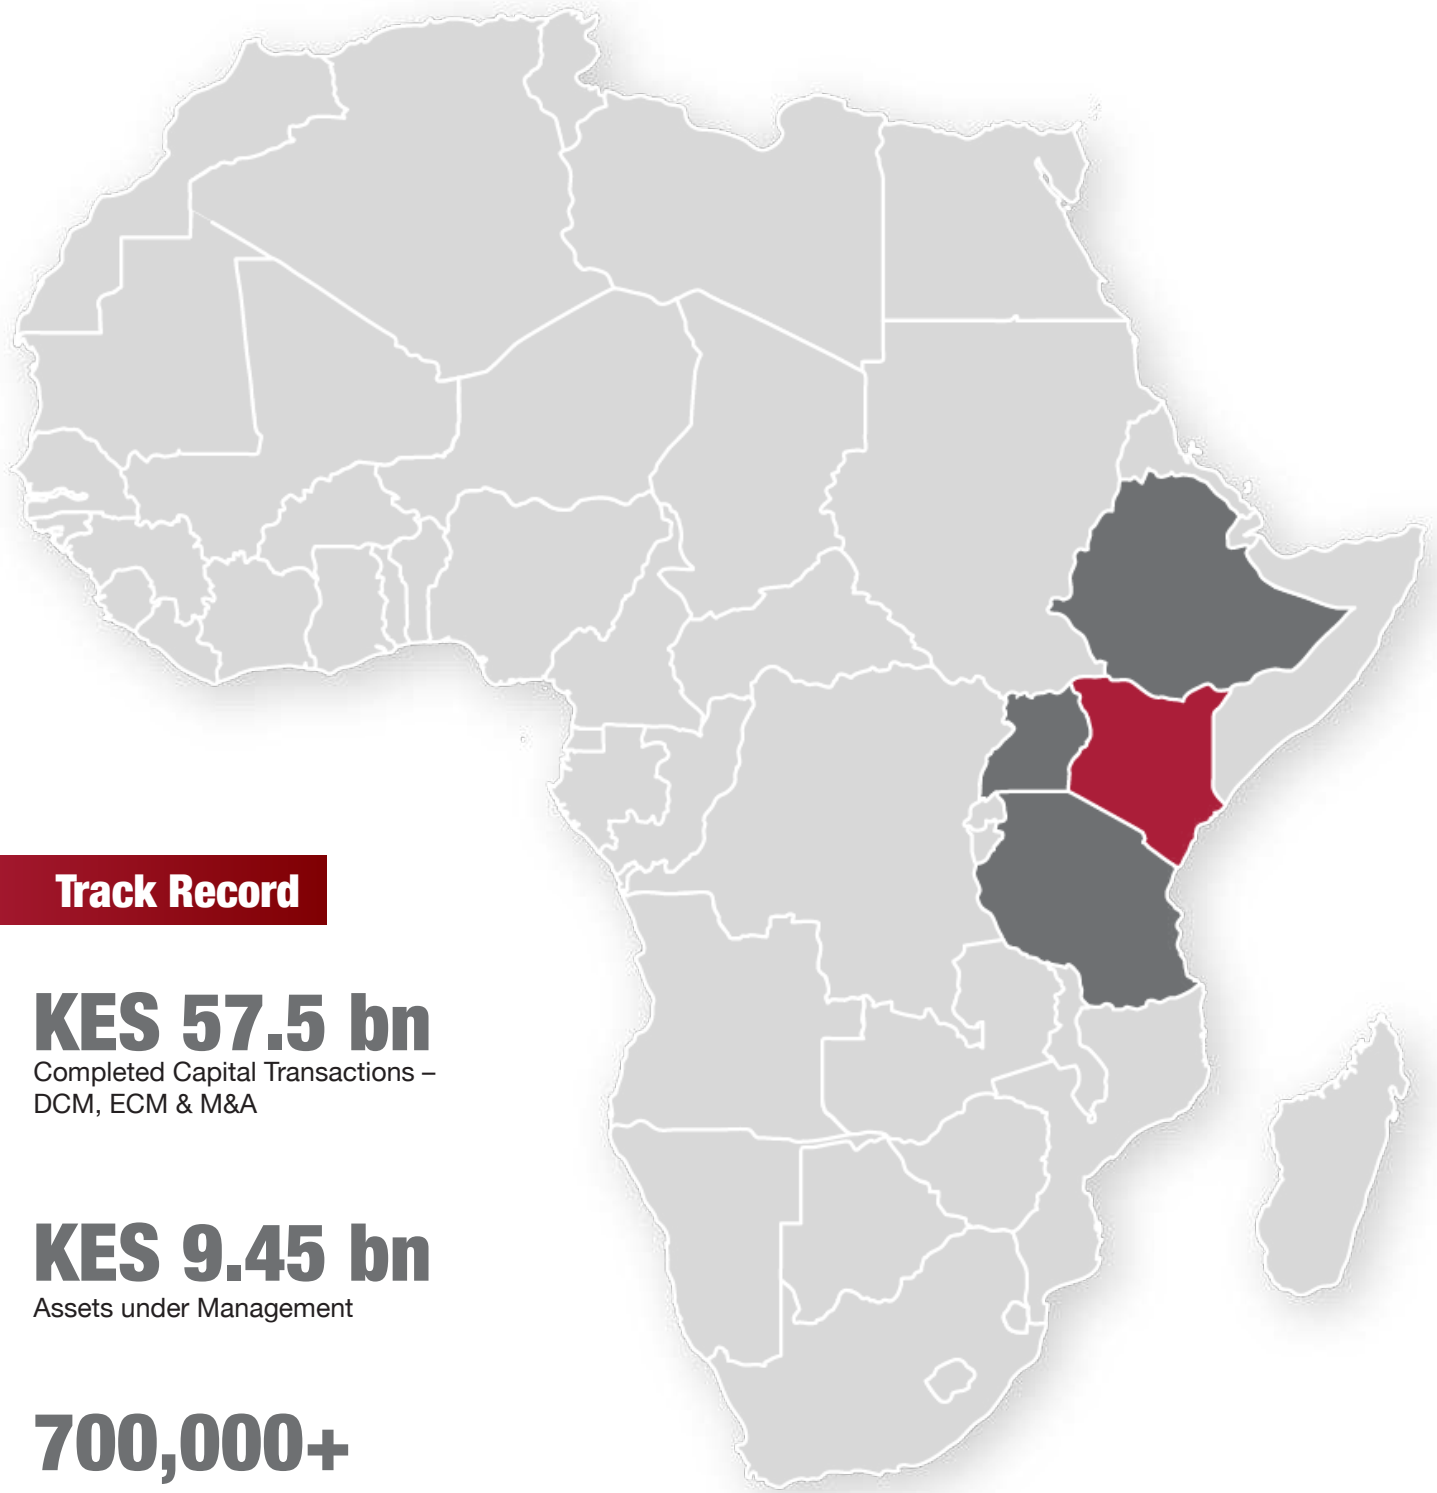 Track Record
KES 57.5 bn
Completed Capital Transactions –
DCM, ECM & M&A
KES 9.45 bn
Assets under Management
700,000+